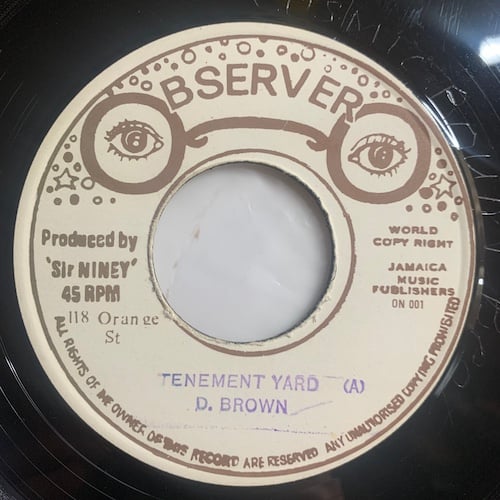 OBSERVER
Produced by
'Sir NINEY'
45 RPM
118 Orange
St
WORLD
COPY RIGHT
JAMAICA
MUSIC
PUBLISHERS
ON 001
TENEMENT YARD (A)
D. BROWN
ALL RIGHTS OF THE OWNER OF THIS RECORD ARE RESERVED ANY UNAUTHORISED COPYING PROHIBITED